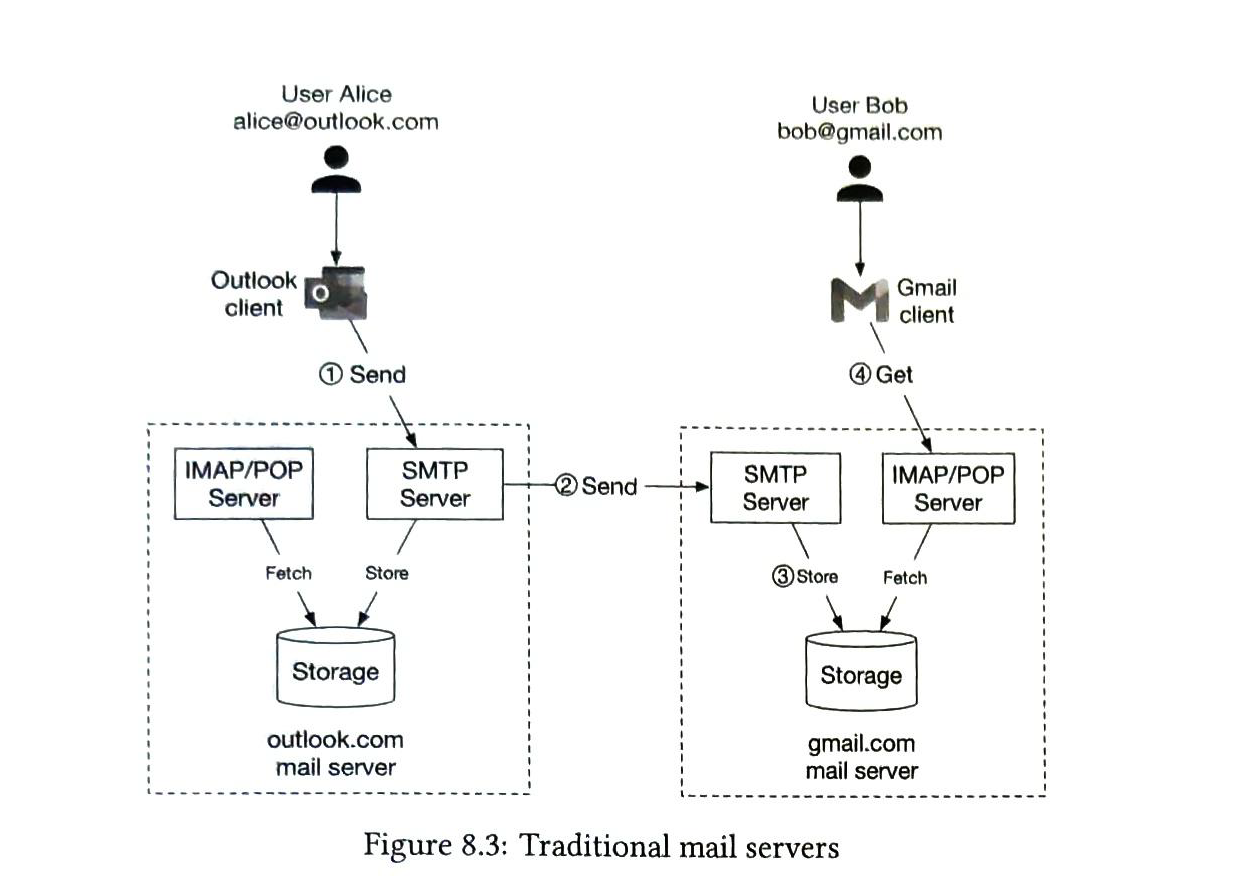 User Alice
alice@outlook.com
User Bob
bob@gmail.com
Outlook
client
Gmail
client
① Send
④ Get
IMAP/POP
Server
SMTP
Server
② Send
SMTP
Server
IMAP/POP
Server
Fetch
Store
③ Store
Fetch
Storage
Storage
outlook.com
mail server
gmail.com
mail server
Figure 8.3: Traditional mail servers